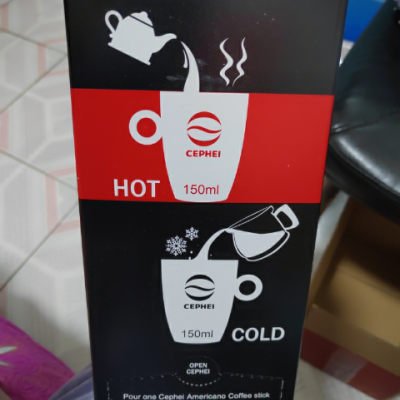 CEPHEI
HOT 150ml
CEPHEI
150ml COLD
OPEN
CEPHEI
Pour one Cephei Americano Coffee stick